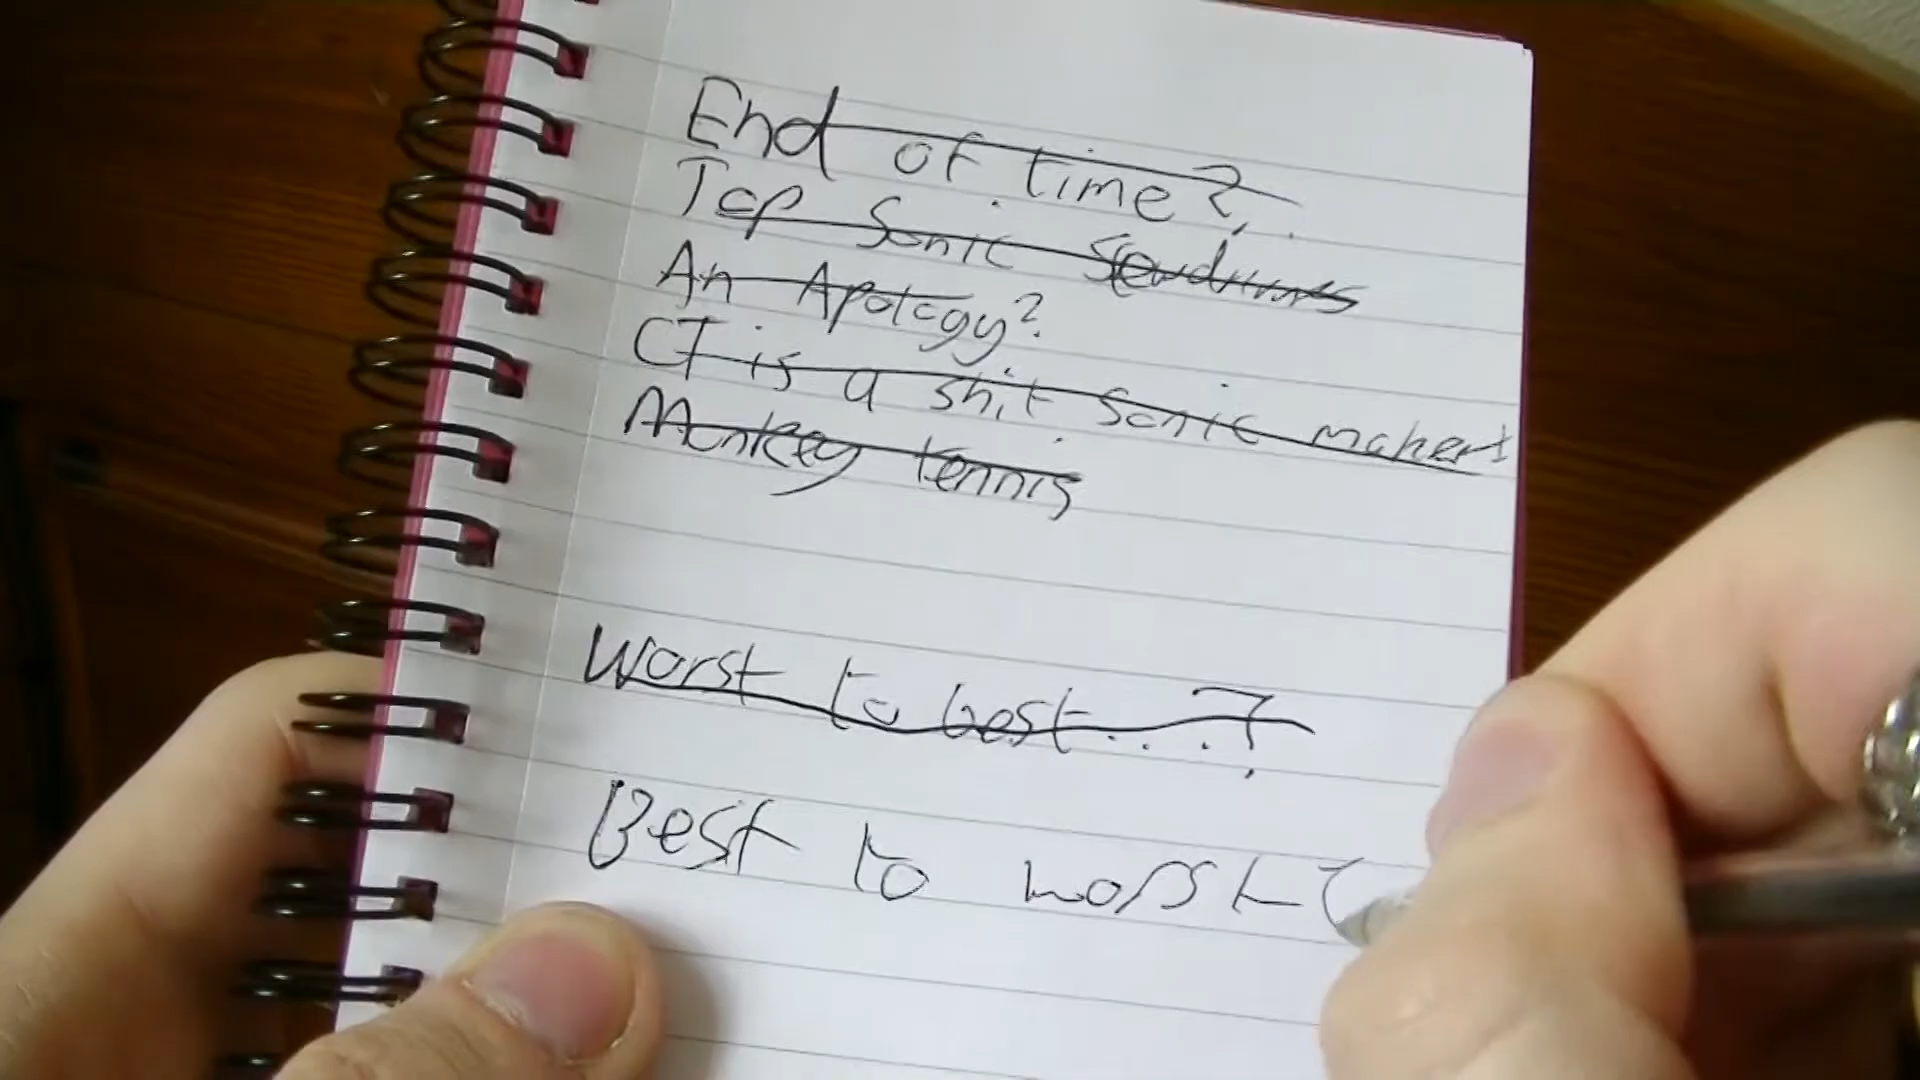 End of time?
Top Sonic
An Apology?
CT is a shit Sonic maker!
Monkey tennis
Worst to best...?
Best to worst?